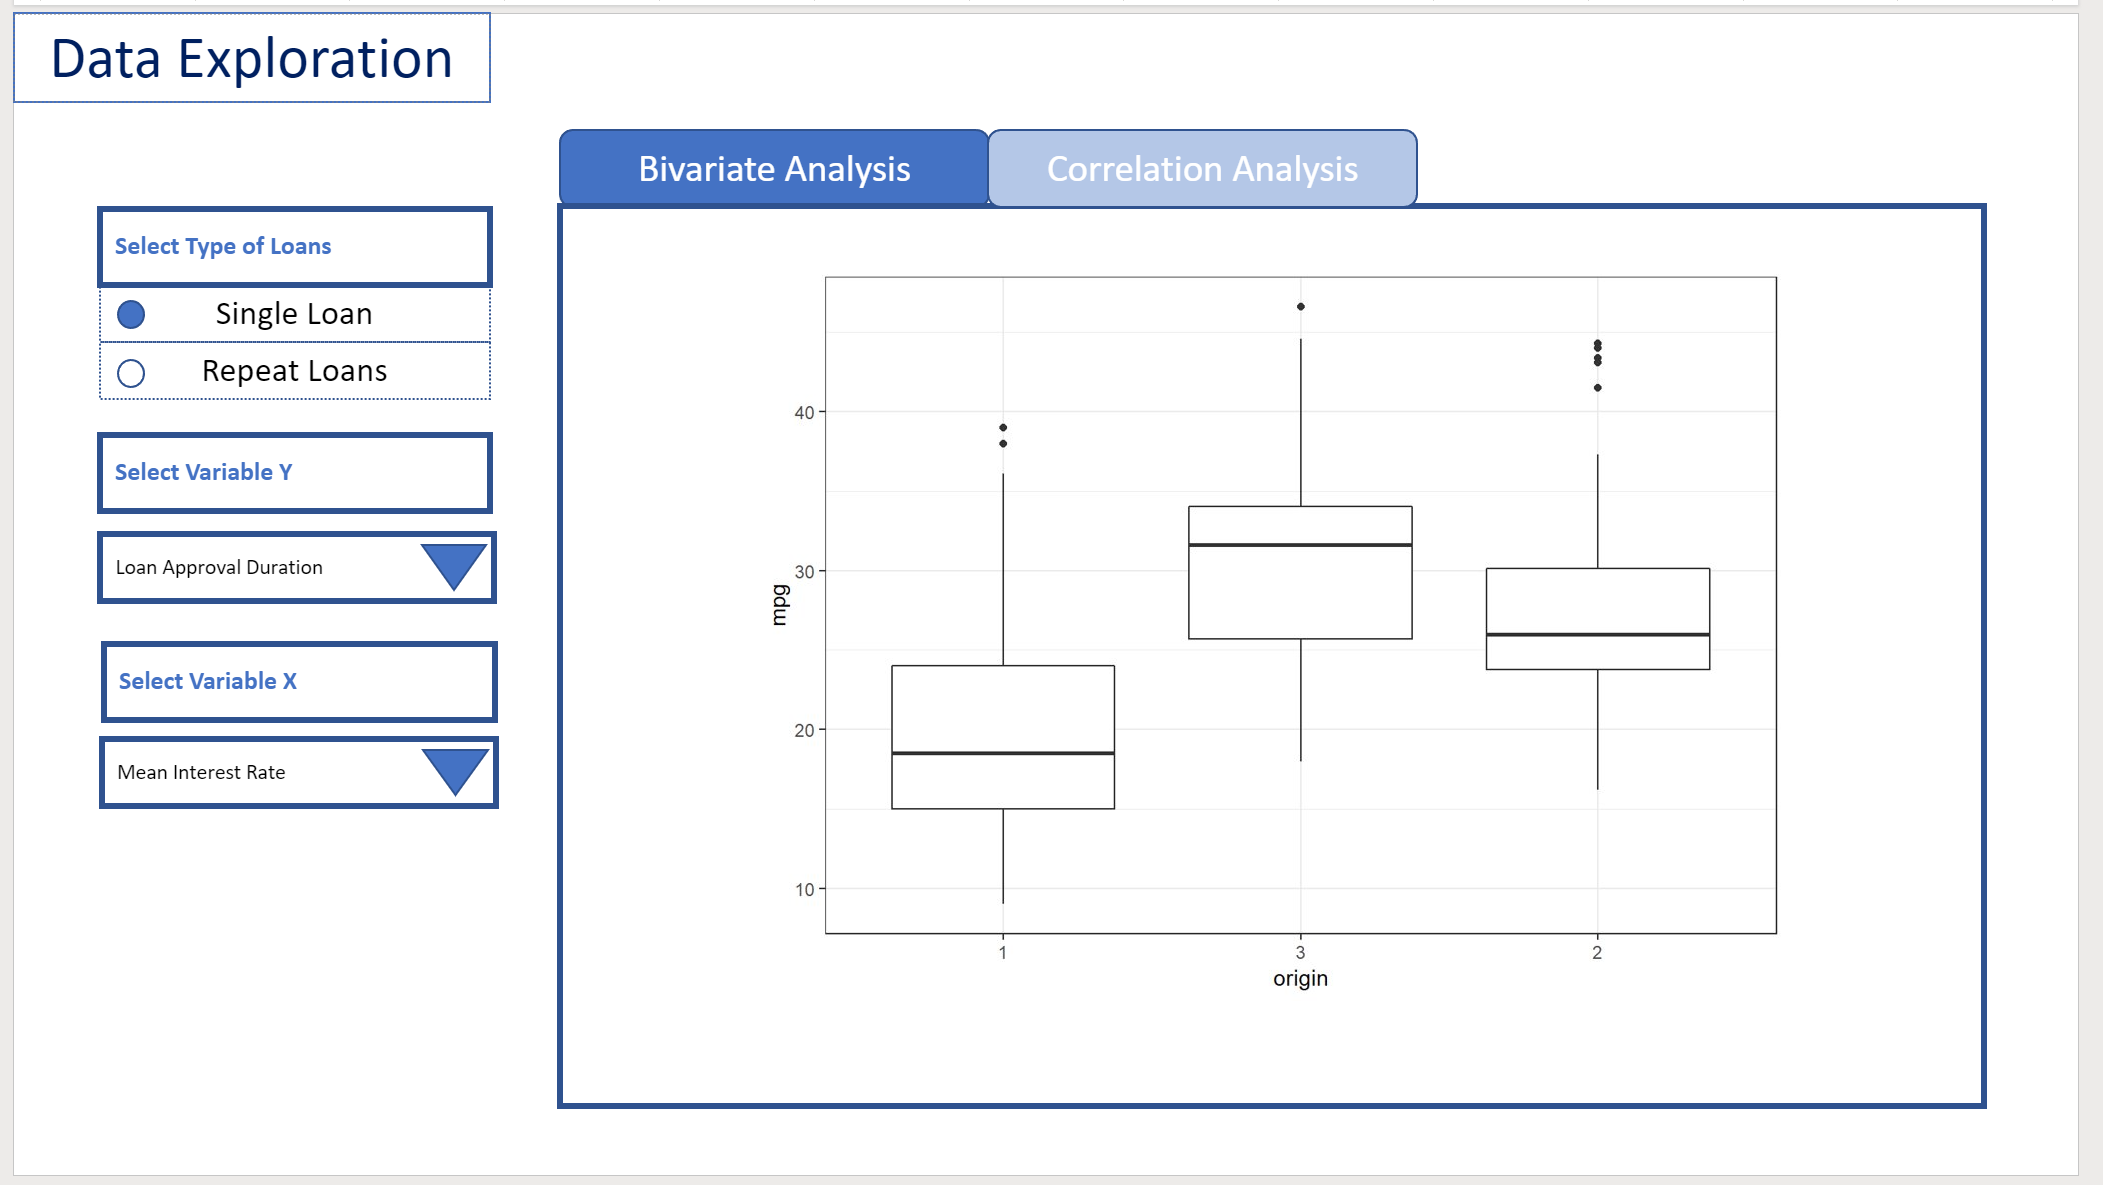 Data Exploration
Bivariate Analysis
Correlation Analysis
Select Type of Loans
Single Loan
Repeat Loans
Select Variable Y
Loan Approval Duration
Select Variable X
Mean Interest Rate
mpg
40
30
20
10
1
3
2
origin